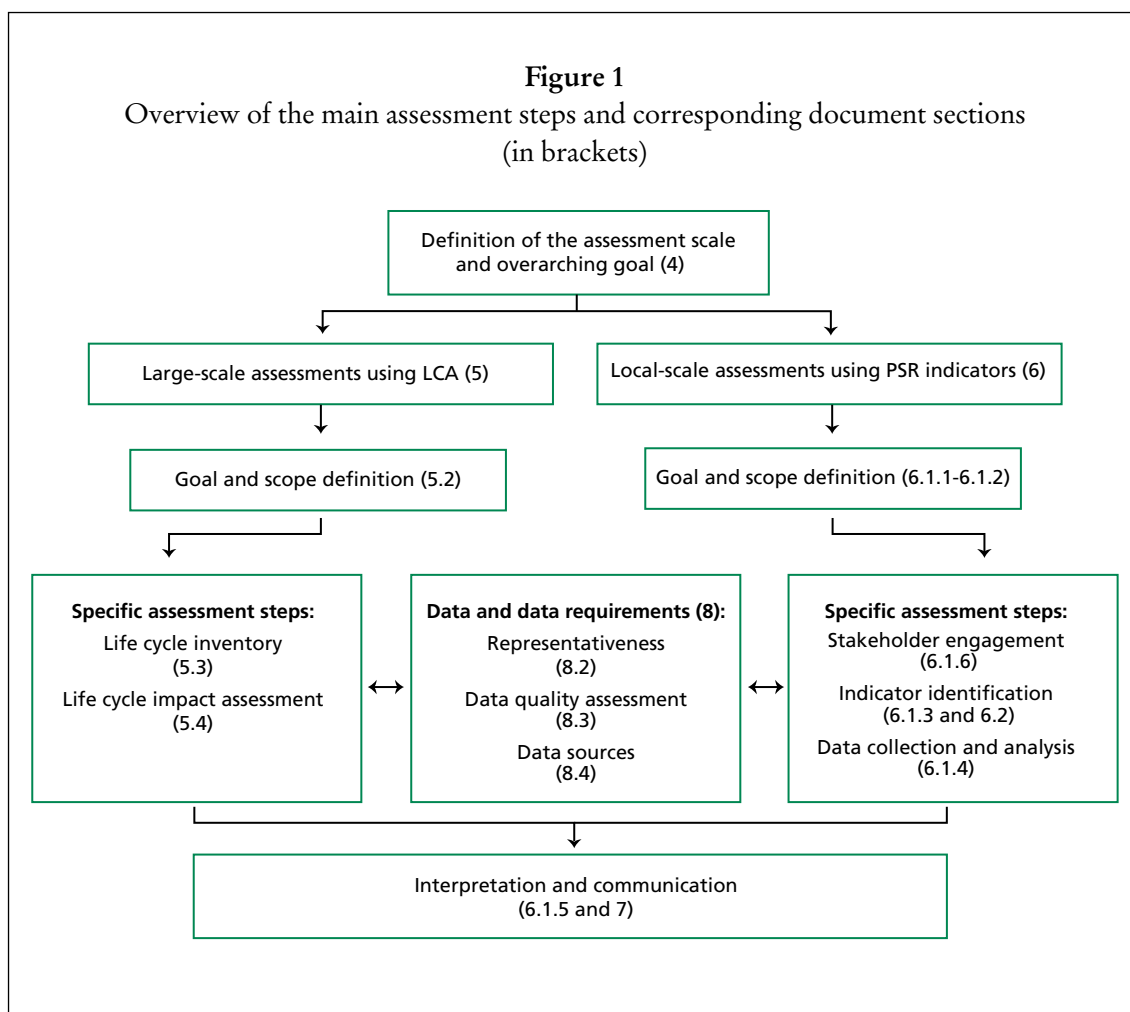 Figure 1
Overview of the main assessment steps and corresponding document sections
(in brackets)
Definition of the assessment scale
and overarching goal (4)
Large-scale assessments using LCA (5)
Local-scale assessments using PSR indicators (6)
Goal and scope definition (5.2)
Goal and scope definition (6.1.1-6.1.2)
Specific assessment steps:
Life cycle inventory
(5.3)
Life cycle impact assessment
(5.4)
Data and data requirements (8):
Representativeness
(8.2)
Data quality assessment
(8.3)
Data sources
(8.4)
Specific assessment steps:
Stakeholder engagement
(6.1.6)
Indicator identification
(6.1.3 and 6.2)
Data collection and analysis
(6.1.4)
Interpretation and communication
(6.1.5 and 7)